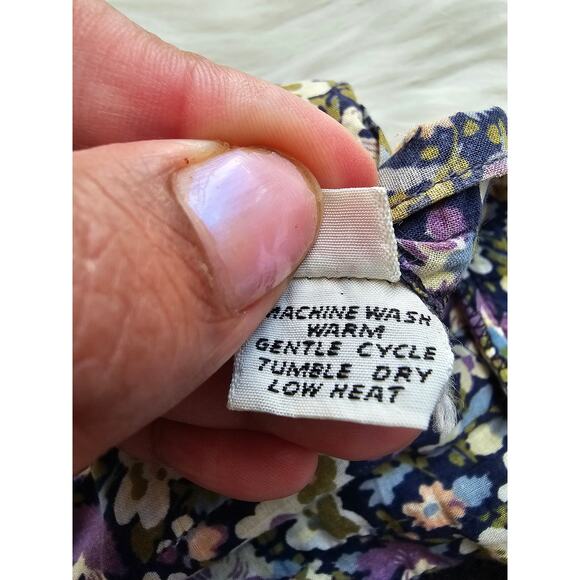 MACHINE WASH
WARM
GENTLE CYCLE
TUMBLE DRY
LOW HEAT